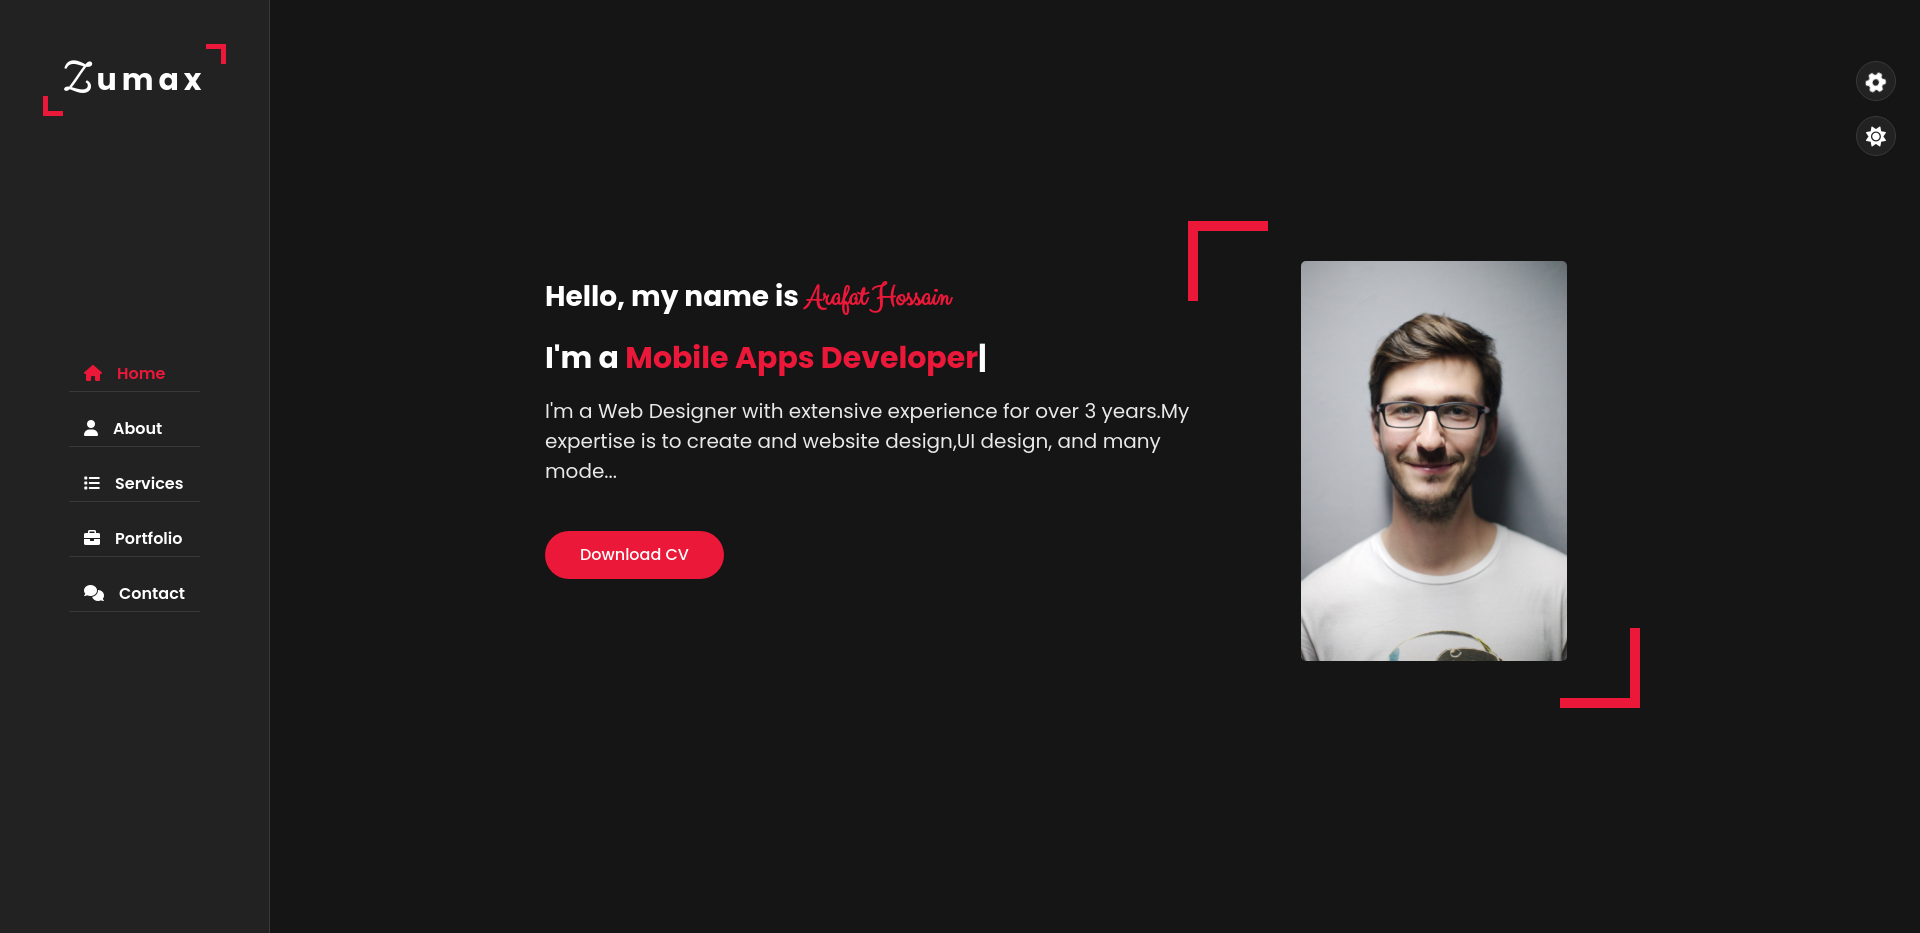 Zumax
Home
About
Services
Portfolio
Contact
Hello, my name is Arafat Hossain
I'm a Mobile Apps Developer|
I'm a Web Designer with extensive experience for over 3 years.My
expertise is to create and website design,UI design, and many
mode...
Download CV